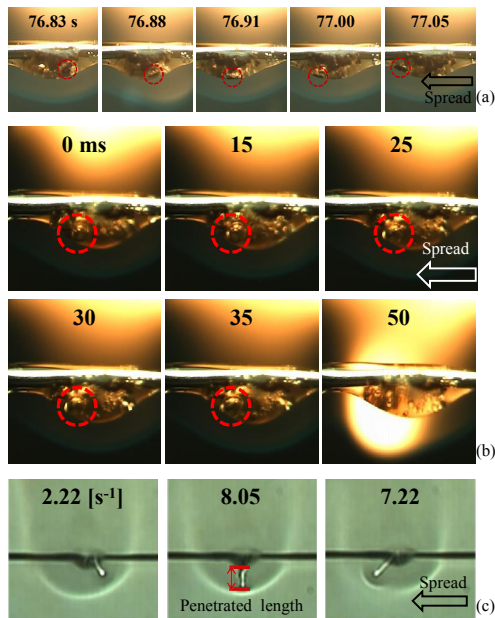 76.83 s 76.88 76.91 77.00 77.05
Spread (a)
0 ms 15 25
Spread
30 35 50
(b)
2.22 [s-1] 8.05 7.22
Spread
Penetrated length (c)